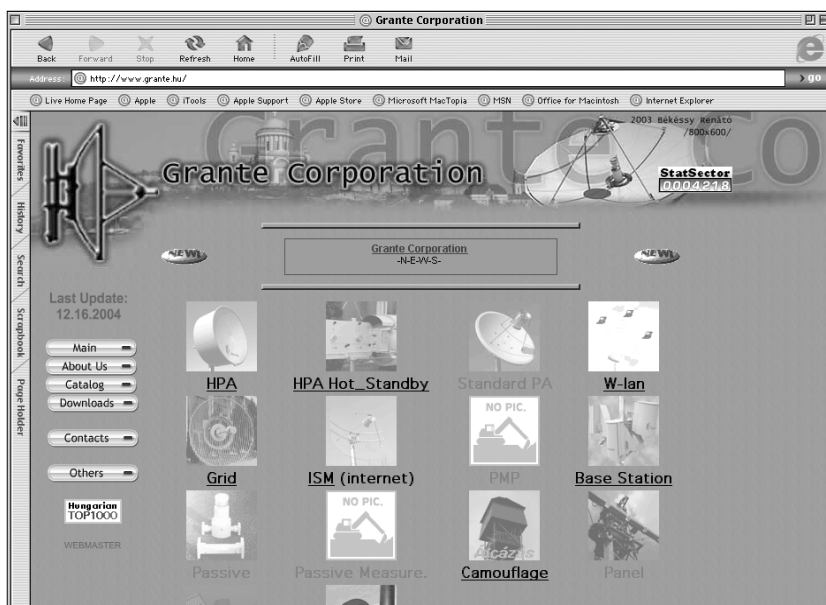 Grante Corporation
Back Forward Stop Refresh Home AutoFill Print Mail
Address: http://www.grante.hu/ go
Live Home Page Apple iTools Apple Support Apple Store Microsoft MacTopia MSN Office for Macintosh Internet Explorer
Favorites
History
Search
Scrapbook
Page Holder
Grante Co
2003 Békéssy Renátó
/800x600/
Grante Corporation
StatSector
0004218
NEW!
Grante Corporation
-N-E-W-S-
NEW!
Last Update:
12.16.2004
Main
About Us
Catalog
Downloads
Contacts
Others
Hungarian
TOP1000
WEBMASTER
HPA HPA Hot_Standby Standard PA W-lan
NO PIC.
Grid ISM (internet) PMP Base Station
NO PIC.
Alcázás
Passive Passive Measure. Camouflage Panel